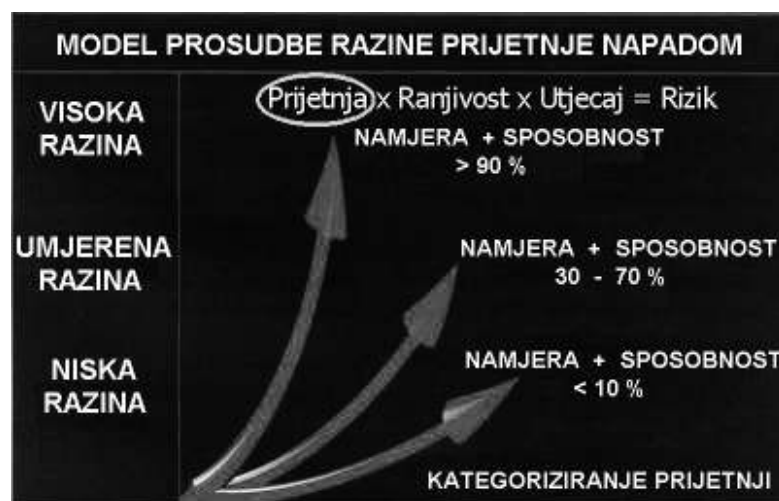 MODEL PROSUDBE RAZINE PRIJETNJE NAPADOM
VISOKA
RAZINA
Prijetnja x Ranjivost x Utjecaj = Rizik
NAMJERA + SPOSOBNOST
> 90 %
UMJERENA
RAZINA
NAMJERA + SPOSOBNOST
30 - 70 %
NISKA
RAZINA
NAMJERA + SPOSOBNOST
< 10 %
KATEGORIZIRANJE PRIJETNJI